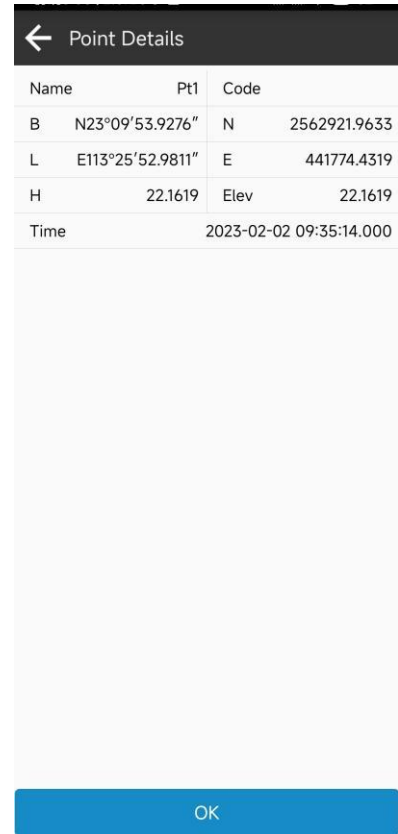 Point Details
Name Pt1 Code
B N23°09′53.9276″ N 2562921.9633
L E113°25′52.9811″ E 441774.4319
H 22.1619 Elev 22.1619
Time 2023-02-02 09:35:14.000
OK